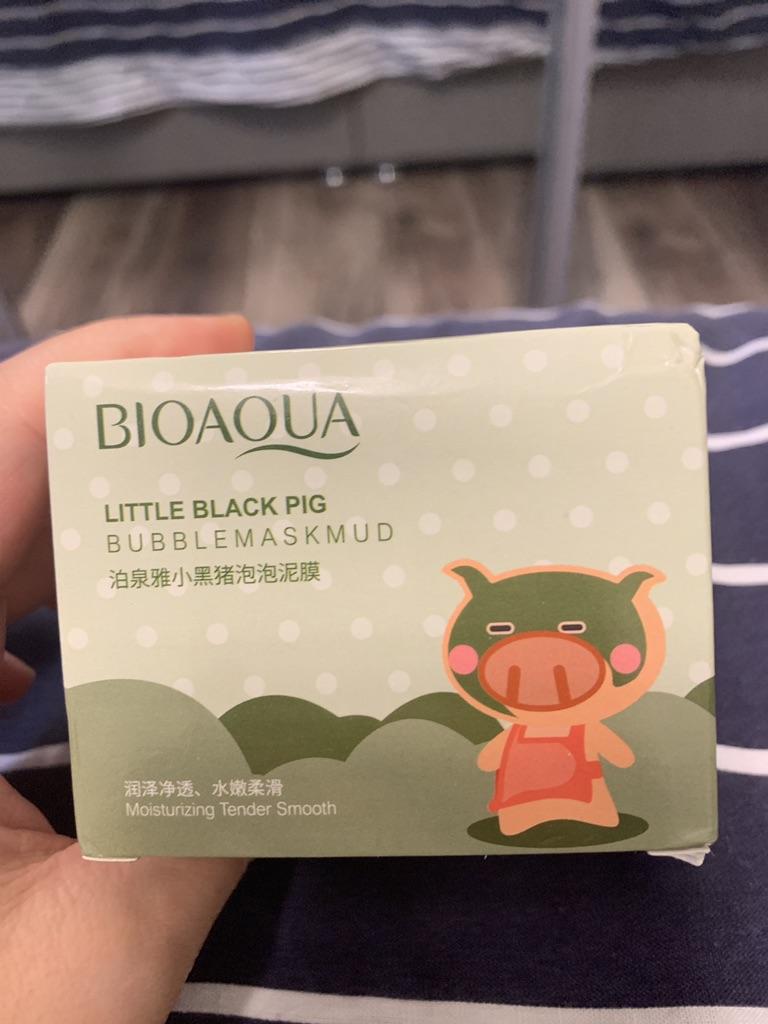 BIOAQUA
LITTLE BLACK PIG
BUBBLEMASKMUD
泊泉雅小黑猪泡泡泥膜
润泽净透、水嫩柔滑
Moisturizing Tender Smooth